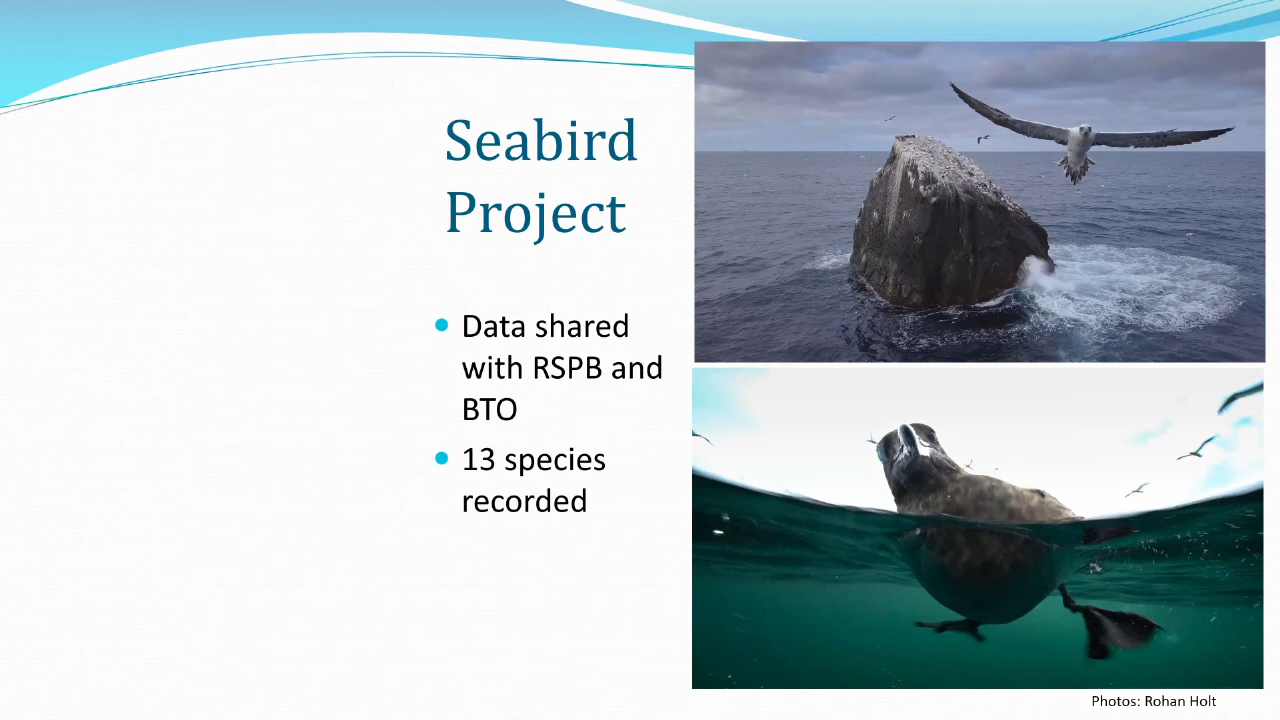 Seabird
Project
Data shared
with RSPB and
BTO
13 species
recorded
Photos: Rohan Holt